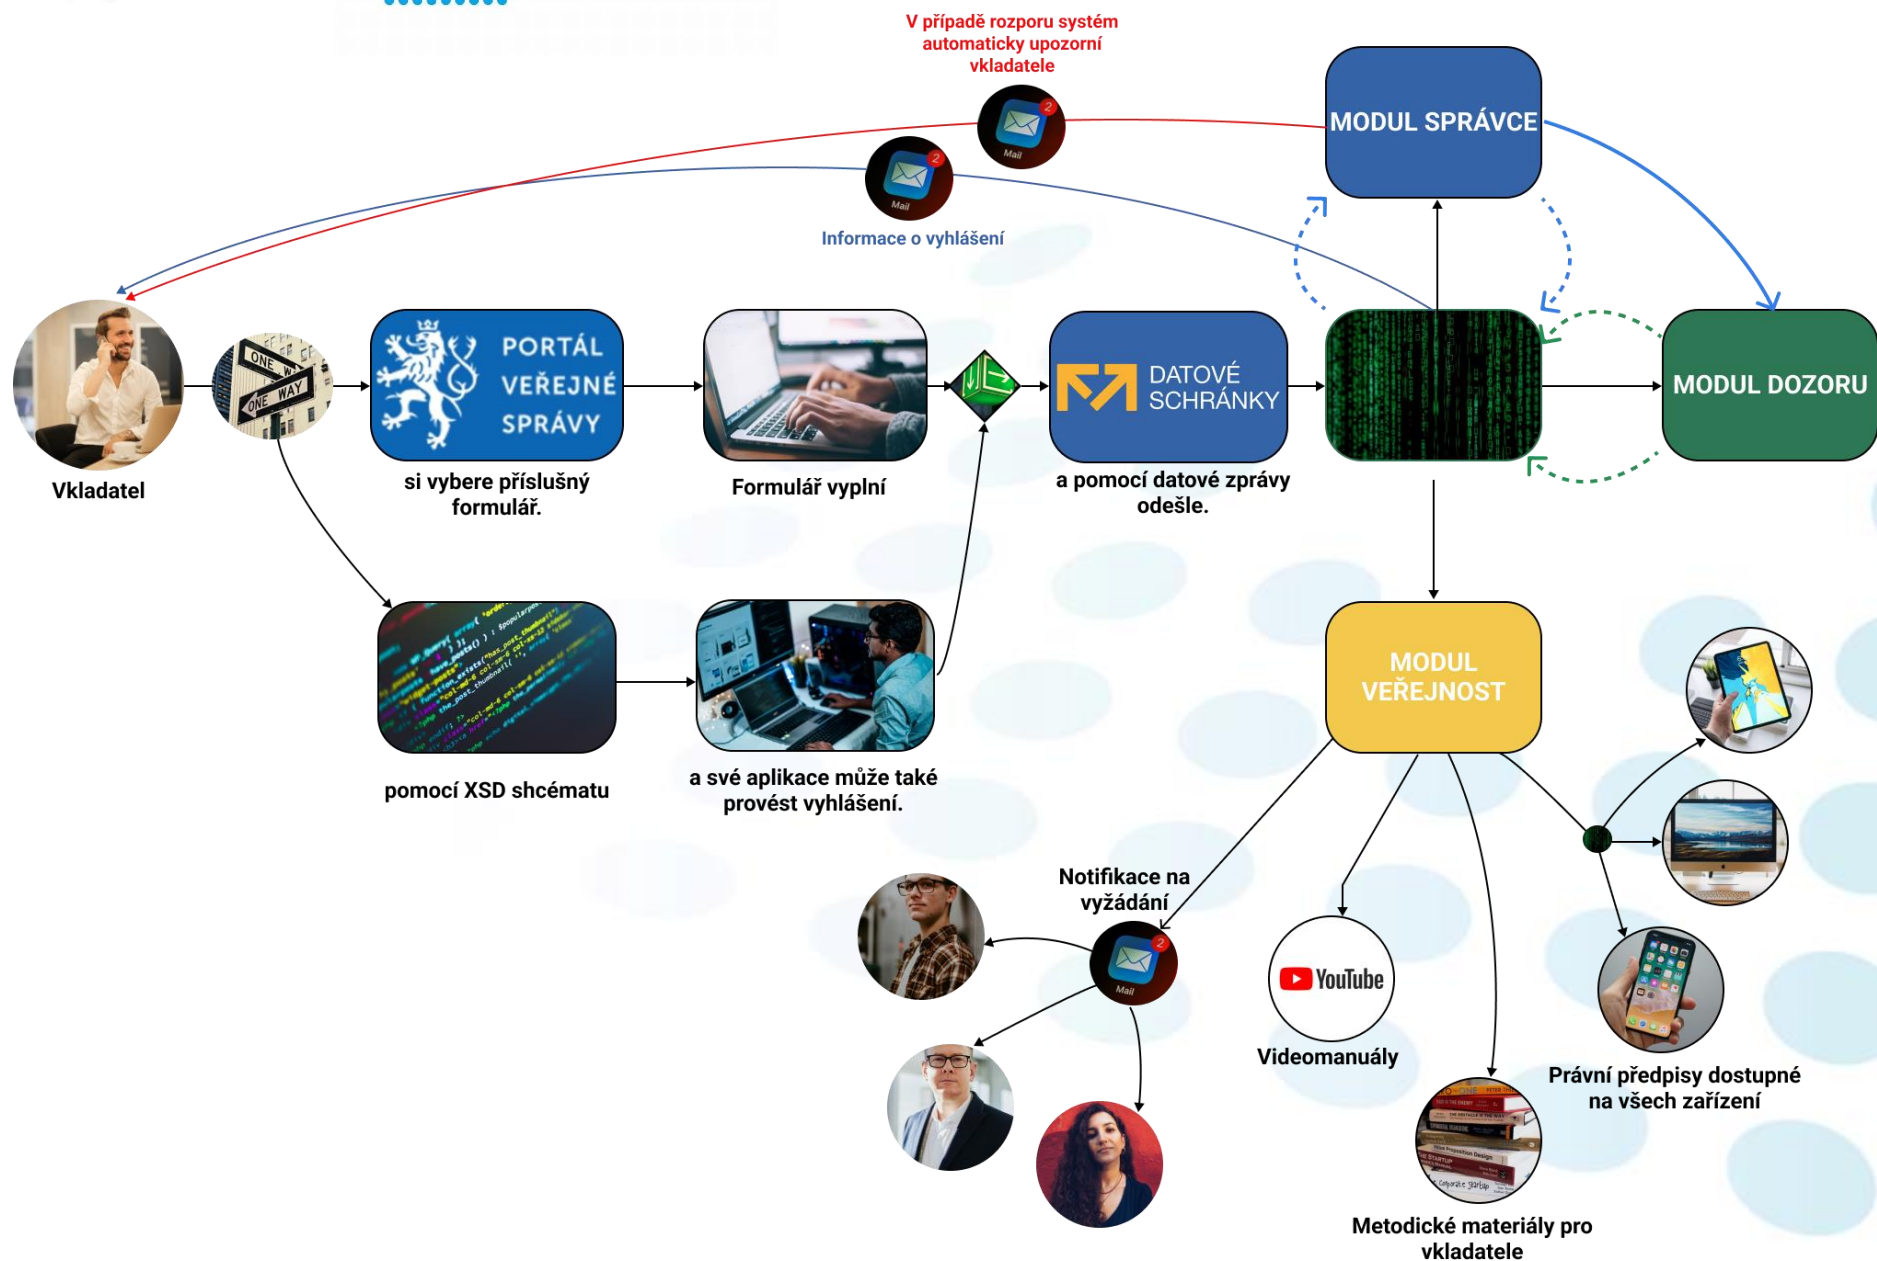 V případě rozporu systém
automaticky upozorní
vkladatele
2
Mail
MODUL SPRÁVCE
2
Mail
Informace o vyhlášení
ONE WAY
ONE WAY
PORTÁL
VEŘEJNÉ
SPRÁVY
DATOVÉ
SCHRÁNKY
MODUL DOZORU
Vkladatel
si vybere příslušný
formulář.
Formulář vyplní
a pomocí datové zprávy
odešle.
MODUL
VEŘEJNOST
pomocí XSD shcématu
a své aplikace může také
provést vyhlášení.
Notifikace na
vyžádání
2
Mail
YouTube
Videomanuály
Právní předpisy dostupné
na všech zařízení
Metodické materiály pro
vkladatele